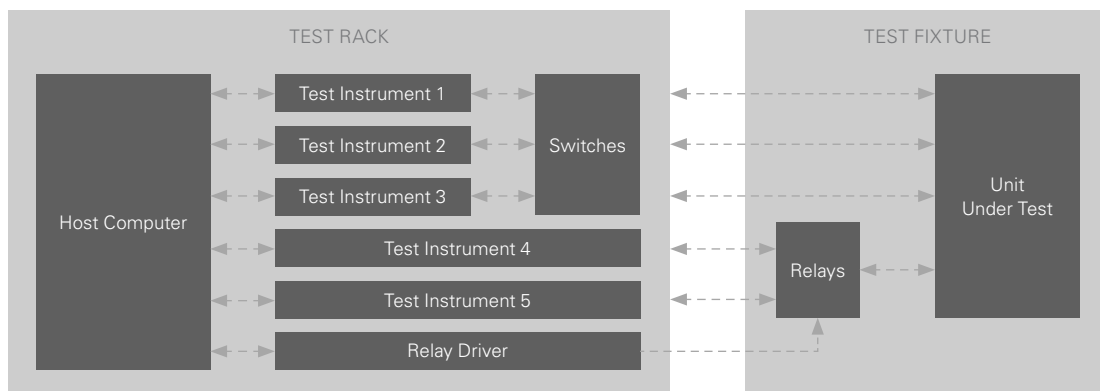 TEST RACK
TEST FIXTURE
Host Computer
Test Instrument 1
Test Instrument 2
Test Instrument 3
Switches
Test Instrument 4
Test Instrument 5
Relay Driver
Relays
Unit
Under Test